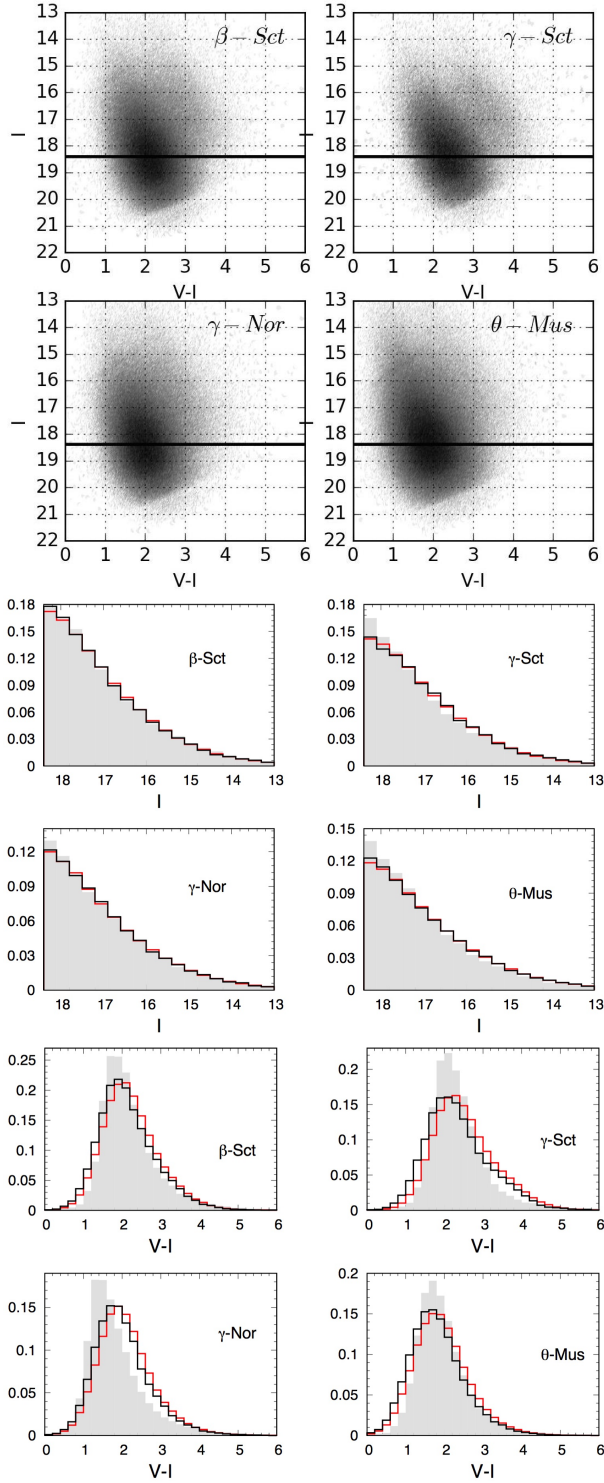 13
14
15
16
17
18
19
20
21
22
I
β − Sct
0 1 2 3 4 5 6
V-I
13
14
15
16
17
18
19
20
21
22
I
γ − Sct
0 1 2 3 4 5 6
V-I
13
14
15
16
17
18
19
20
21
22
I
γ − Nor
0 1 2 3 4 5 6
V-I
13
14
15
16
17
18
19
20
21
22
I
θ − Mus
0 1 2 3 4 5 6
V-I
0.18
0.15
0.12
0.09
0.06
0.03
0
β-Sct
18 17 16 15 14 13
I
0.18
0.15
0.12
0.09
0.06
0.03
0
γ-Sct
18 17 16 15 14 13
I
0.12
0.09
0.06
0.03
0
γ-Nor
18 17 16 15 14 13
I
0.15
0.12
0.09
0.06
0.03
0
θ-Mus
18 17 16 15 14 13
I
0.25
0.2
0.15
0.1
0.05
0
β-Sct
0 1 2 3 4 5 6
V-I
0.2
0.15
0.1
0.05
0
γ-Sct
0 1 2 3 4 5 6
V-I
0.15
0.1
0.05
0
γ-Nor
0 1 2 3 4 5 6
V-I
0.2
0.15
0.1
0.05
0
θ-Mus
0 1 2 3 4 5 6
V-I